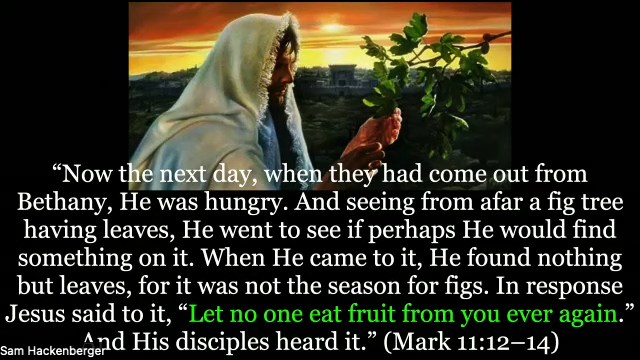 “Now the next day, when they had come out from
Bethany, He was hungry. And seeing from afar a fig tree
having leaves, He went to see if perhaps He would find
something on it. When He came to it, He found nothing
but leaves, for it was not the season for figs. In response
Jesus said to it, “Let no one eat fruit from you ever again.”
And His disciples heard it.” (Mark 11:12–14)
Sam Hackenberger